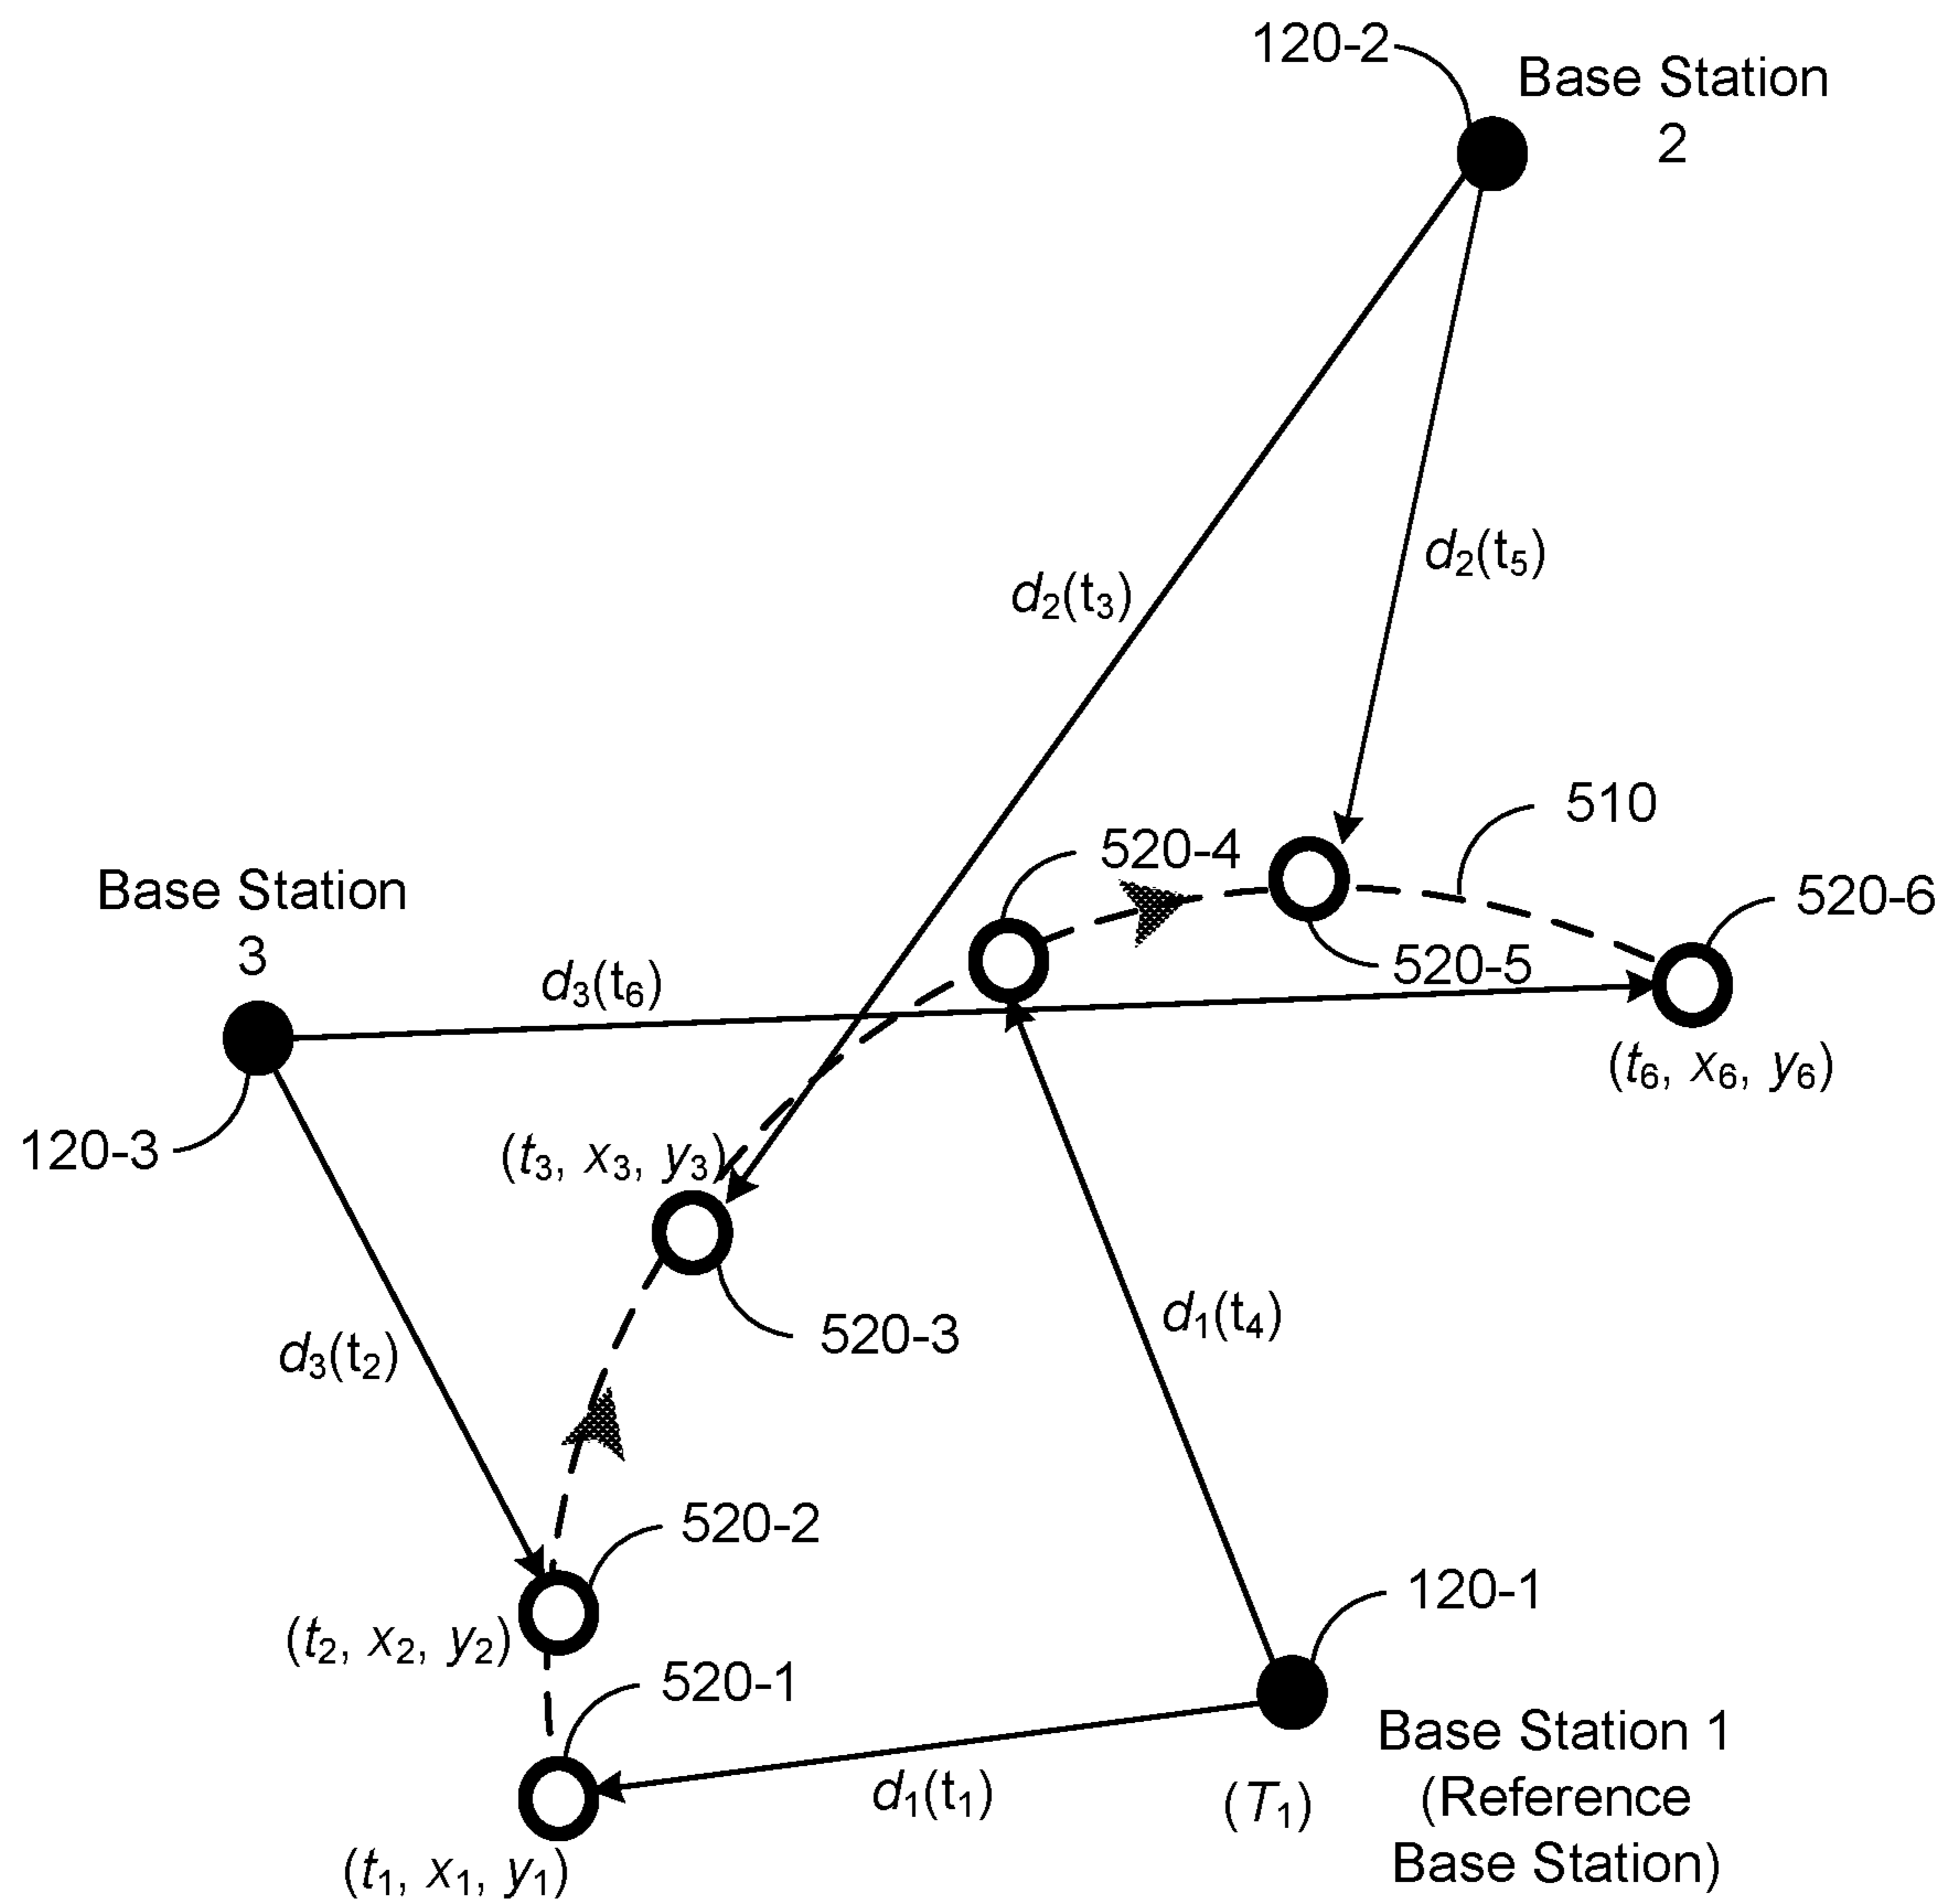 120-2
Base Station
2
d₂(t₅)
d₂(t₃)
510
520-4
Base Station
3
520-6
520-5
d₃(t₆)
(t₆, x₆, y₆)
120-3
(t₃, x₃, y₃)
d₁(t₄)
520-3
d₃(t₂)
520-2
120-1
(t₂, x₂, y₂)
520-1
Base Station 1
(Reference
Base Station)
d₁(t₁)
(T₁)
(t₁, x₁, y₁)